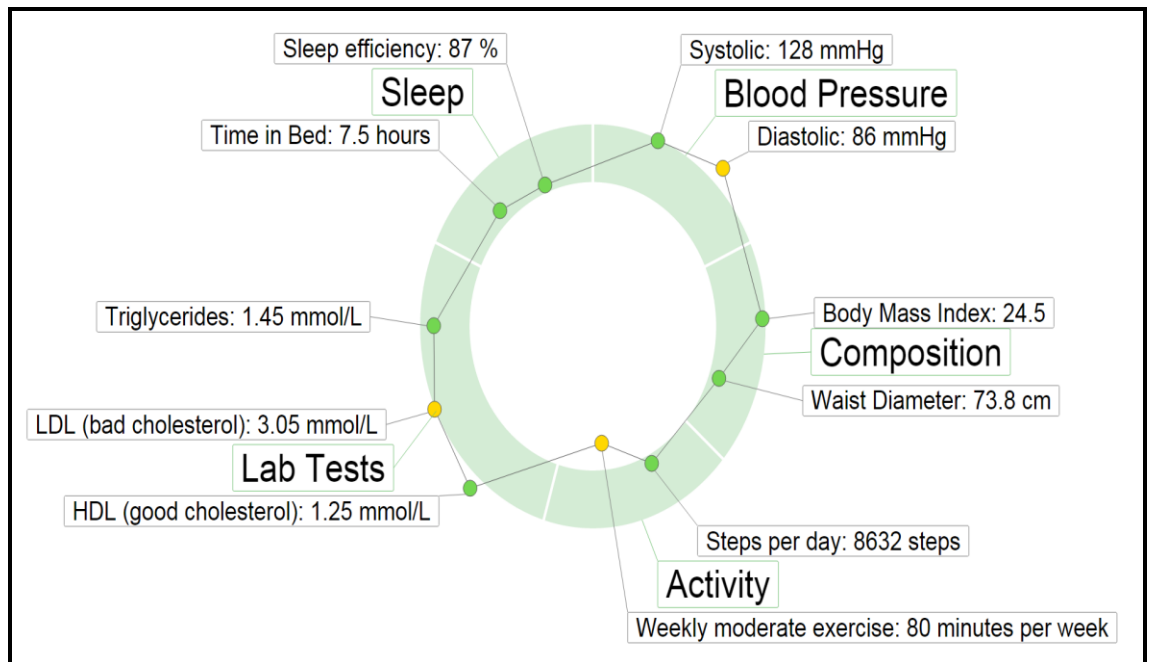 Sleep efficiency: 87 %
Systolic: 128 mmHg
Sleep
Blood Pressure
Time in Bed: 7.5 hours
Diastolic: 86 mmHg
Triglycerides: 1.45 mmol/L
Body Mass Index: 24.5
Composition
Waist Diameter: 73.8 cm
LDL (bad cholesterol): 3.05 mmol/L
Lab Tests
HDL (good cholesterol): 1.25 mmol/L
Steps per day: 8632 steps
Activity
Weekly moderate exercise: 80 minutes per week